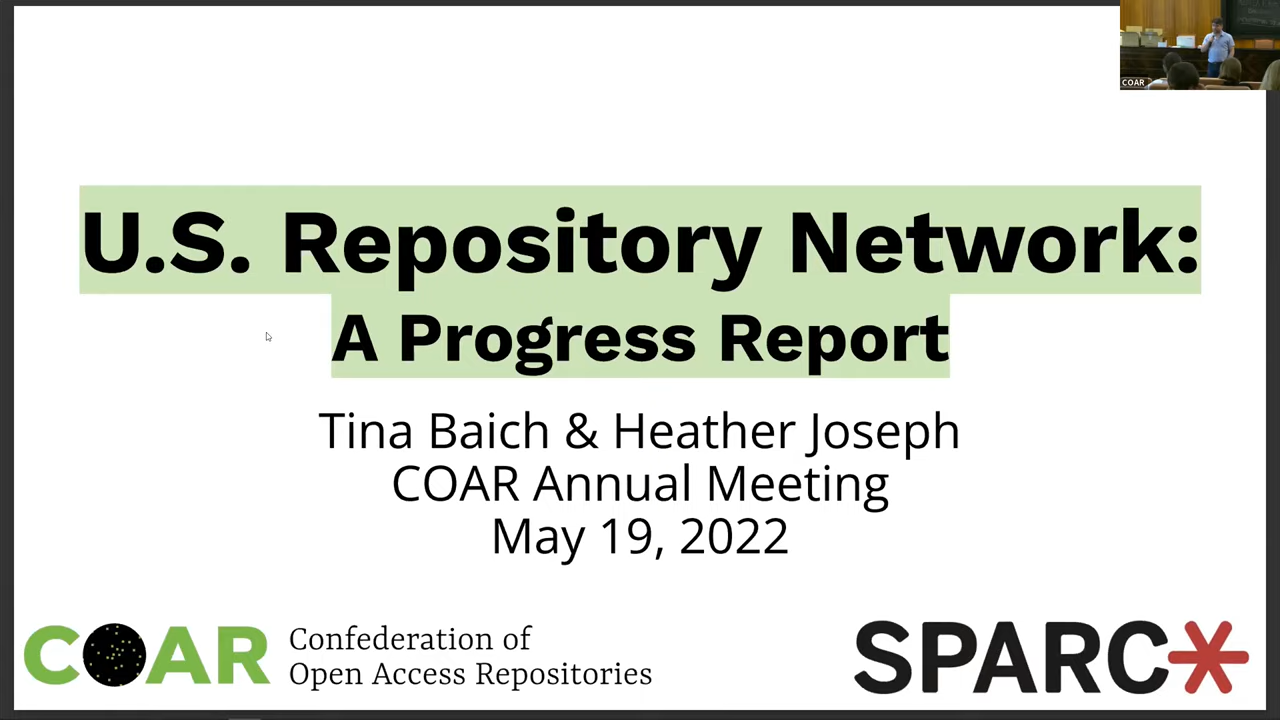 COAR
U.S. Repository Network:
A Progress Report
Tina Baich & Heather Joseph
COAR Annual Meeting
May 19, 2022
COAR
Confederation of
Open Access Repositories
SPARC